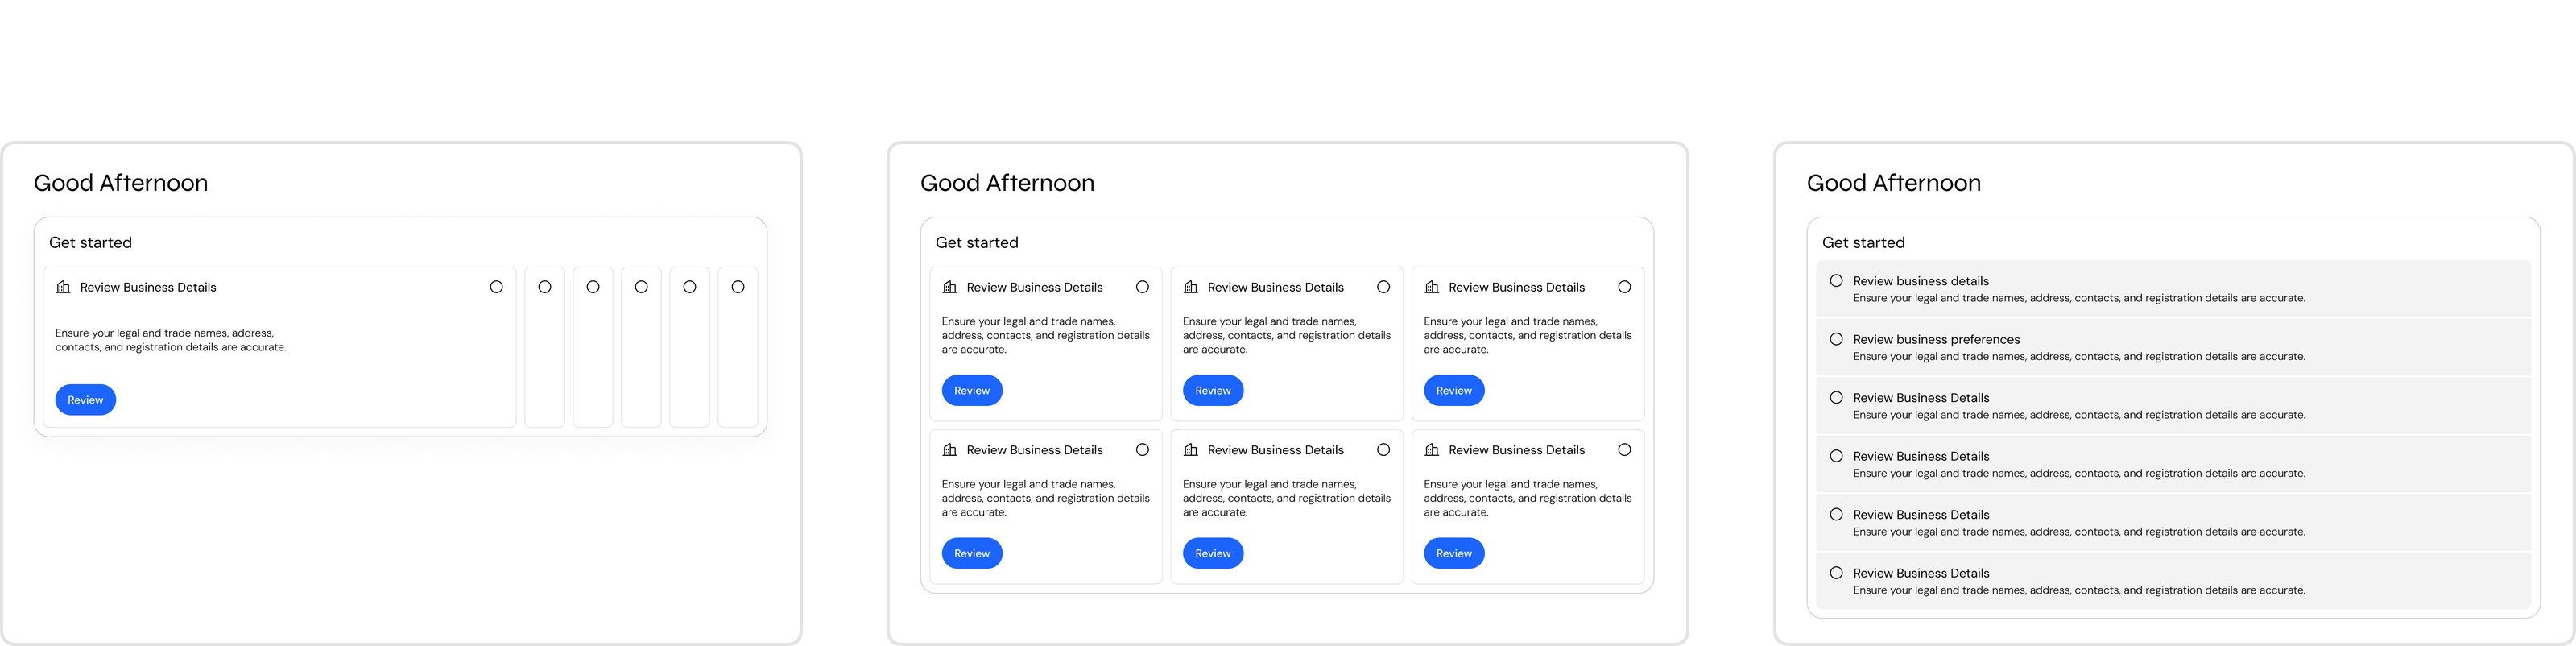 Good Afternoon
Get started
Review Business Details
Ensure your legal and trade names, address,
contacts, and registration details are accurate.
Review
Good Afternoon
Get started
Review Business Details
Ensure your legal and trade names,
address, contacts, and registration details
are accurate.
Review
Review Business Details
Ensure your legal and trade names,
address, contacts, and registration details
are accurate.
Review
Review Business Details
Ensure your legal and trade names,
address, contacts, and registration details
are accurate.
Review
Review Business Details
Ensure your legal and trade names,
address, contacts, and registration details
are accurate.
Review
Review Business Details
Ensure your legal and trade names,
address, contacts, and registration details
are accurate.
Review
Review Business Details
Ensure your legal and trade names,
address, contacts, and registration details
are accurate.
Review
Good Afternoon
Get started
Review business details
Ensure your legal and trade names, address, contacts, and registration details are accurate.
Review business preferences
Ensure your legal and trade names, address, contacts, and registration details are accurate.
Review Business Details
Ensure your legal and trade names, address, contacts, and registration details are accurate.
Review Business Details
Ensure your legal and trade names, address, contacts, and registration details are accurate.
Review Business Details
Ensure your legal and trade names, address, contacts, and registration details are accurate.
Review Business Details
Ensure your legal and trade names, address, contacts, and registration details are accurate.